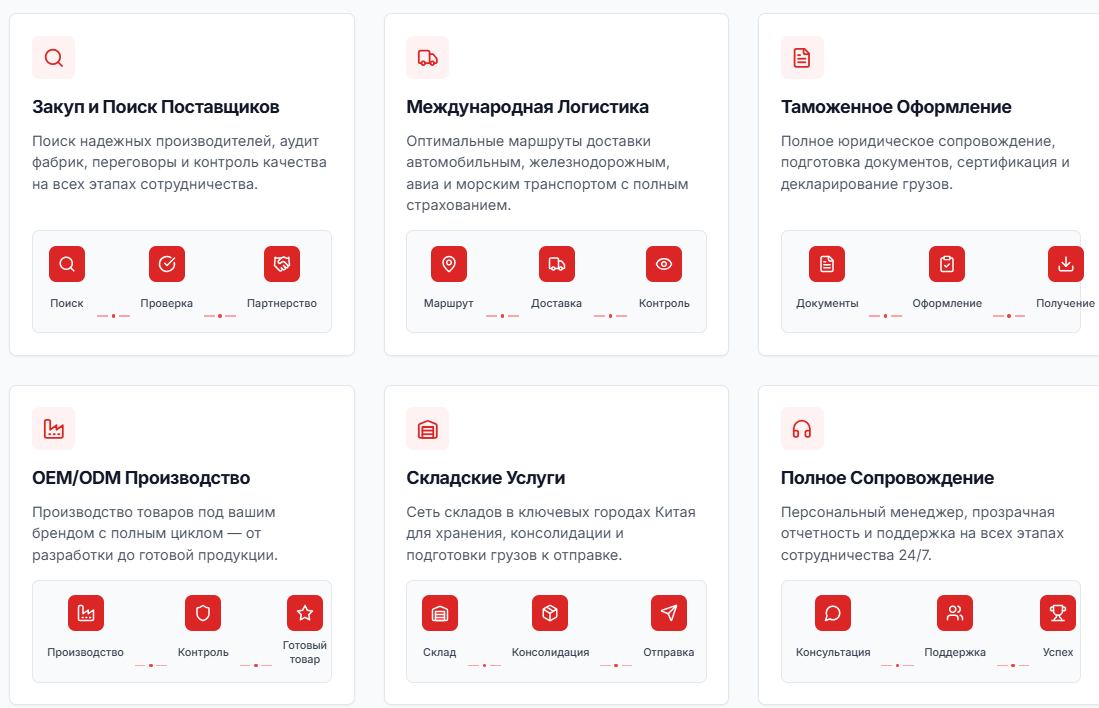 Закуп и Поиск Поставщиков
Поиск надежных производителей, аудит
фабрик, переговоры и контроль качества
на всех этапах сотрудничества.
Поиск
Проверка
Партнерство
Международная Логистика
Оптимальные маршруты доставки
автомобильным, железнодорожным,
авиа и морским транспортом с полным
страхованием.
Маршрут
Доставка
Контроль
Таможенное Оформление
Полное юридическое сопровождение,
подготовка документов, сертификация и
декларирование грузов.
Документы
Оформление
Получение
OEM/ODM Производство
Производство товаров под вашим
брендом с полным циклом — от
разработки до готовой продукции.
Производство
Контроль
Готовый
товар
Складские Услуги
Сеть складов в ключевых городах Китая
для хранения, консолидации и
подготовки грузов к отправке.
Склад
Консолидация
Отправка
Полное Сопровождение
Персональный менеджер, прозрачная
отчетность и поддержка на всех этапах
сотрудничества 24/7.
Консультация
Поддержка
Успех